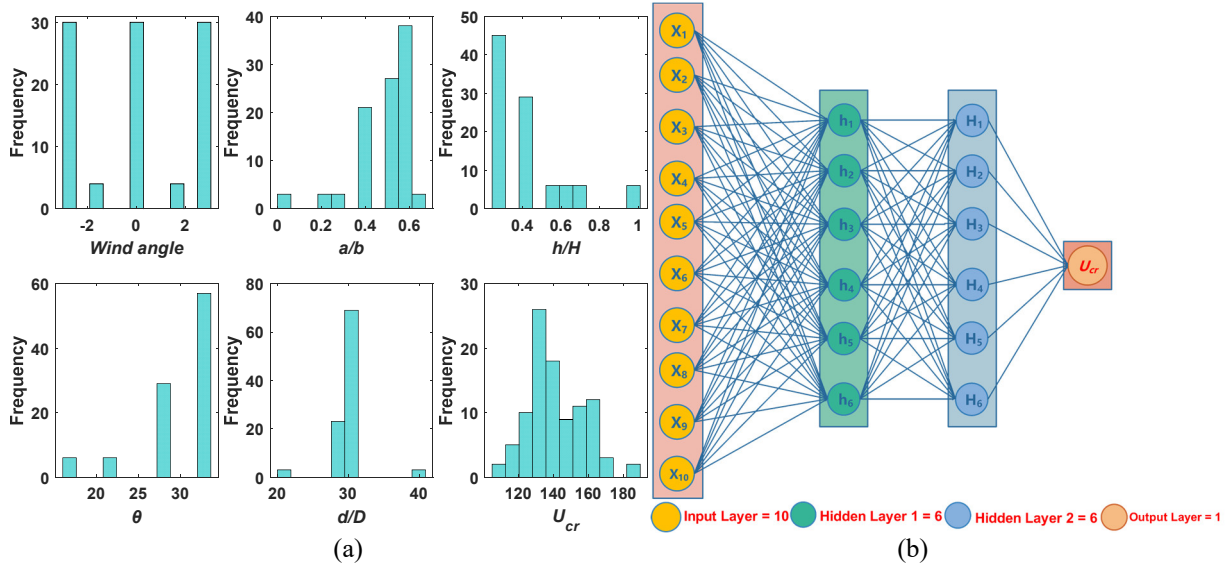 30
20
10
0
Frequency
-2
0
2
Wind angle
40
30
20
10
0
Frequency
0
0.2
0.4
0.6
a/b
50
40
30
20
10
0
Frequency
0.4
0.6
0.8
1
h/H
60
40
20
0
Frequency
20
25
30
θ
80
60
40
20
0
Frequency
20
30
40
d/D
30
20
10
0
Frequency
120
140
160
180
U_cr
(a)
X1
X2
X3
X4
X5
X6
X7
X8
X9
X10
h1
h2
h3
h4
h5
h6
H1
H2
H3
H4
H5
H6
U_cr
Input Layer = 10
Hidden Layer 1 = 6
Hidden Layer 2 = 6
Output Layer = 1
(b)